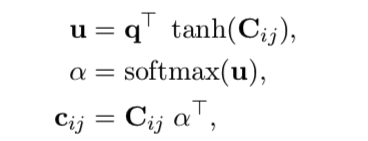 u = q⊤ tanh(C_ij),
α = softmax(u),
c_ij = C_ij α⊤,